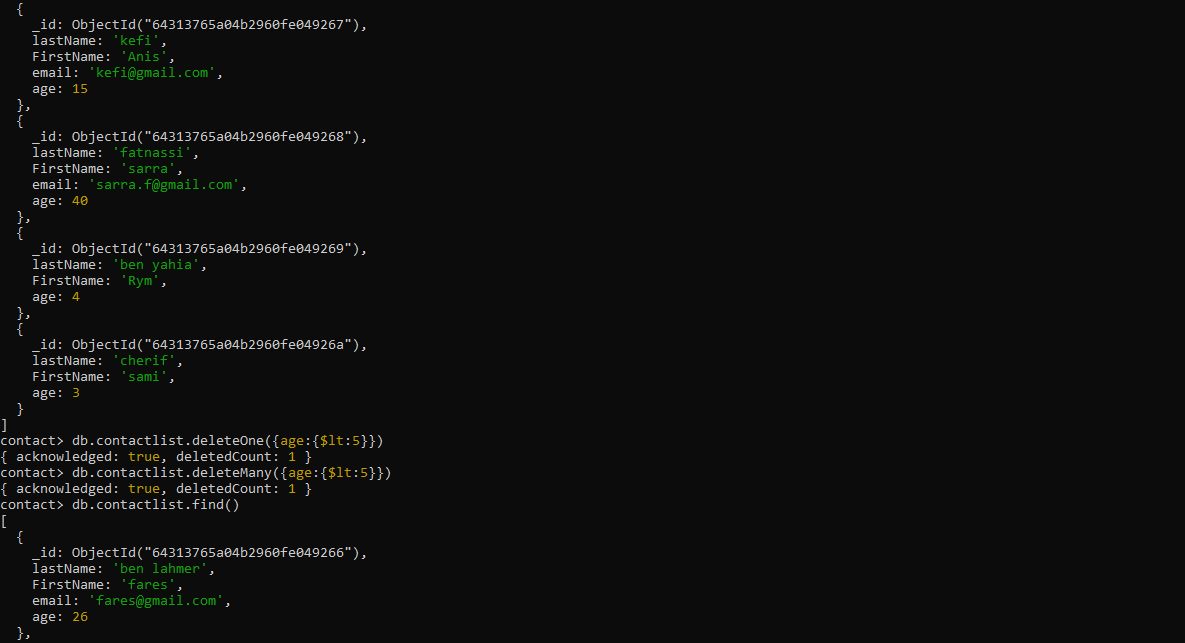 {
_id: ObjectId("64313765a04b2960fe049267"),
lastName: 'kefi',
FirstName: 'Anis',
email: 'kefi@gmail.com',
age: 15
},
{
_id: ObjectId("64313765a04b2960fe049268"),
lastName: 'fatnassi',
FirstName: 'sarra',
email: 'sarra.f@gmail.com',
age: 40
},
{
_id: ObjectId("64313765a04b2960fe049269"),
lastName: 'ben yahia',
FirstName: 'Rym',
age: 4
},
{
_id: ObjectId("64313765a04b2960fe04926a"),
lastName: 'cherif',
FirstName: 'sami',
age: 3
}
]
contact> db.contactlist.deleteOne({age:{$lt:5}})
{ acknowledged: true, deletedCount: 1 }
contact> db.contactlist.deleteMany({age:{$lt:5}})
{ acknowledged: true, deletedCount: 1 }
contact> db.contactlist.find()
[
{
_id: ObjectId("64313765a04b2960fe049266"),
lastName: 'ben lahmer',
FirstName: 'fares',
email: 'fares@gmail.com',
age: 26
},